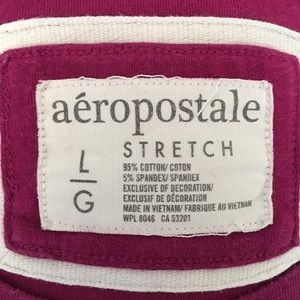 aéropostale
L/G
STRETCH
95% COTTON/ COTON
5% SPANDEX/ SPANDEX
EXCLUSIVE OF DECORATION/
EXCLUSIF DE DÉCORATION
MADE IN VIETNAM/ FABRIQUE AU VIETNAM
WPL 8046 CA 53201